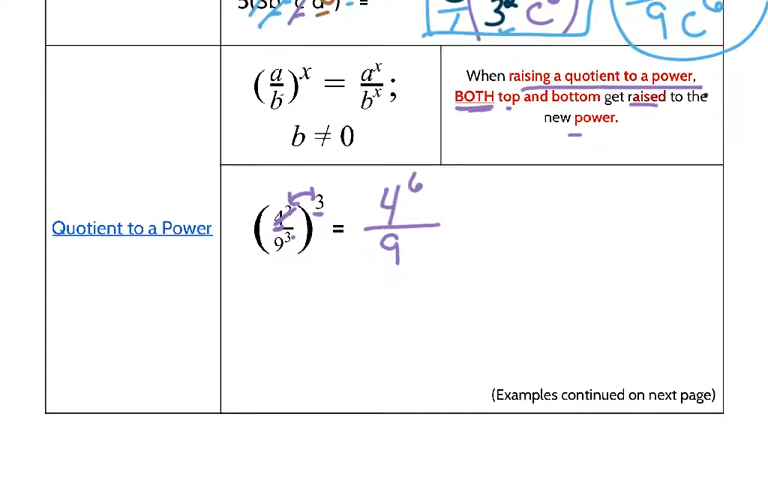 (a/b)^x = a^x/b^x;
b ≠ 0
When raising a quotient to a power,
BOTH top and bottom get raised to the
new power.
Quotient to a Power
(4^2/9^3)^3 = 4^6/9
(Examples continued on next page)